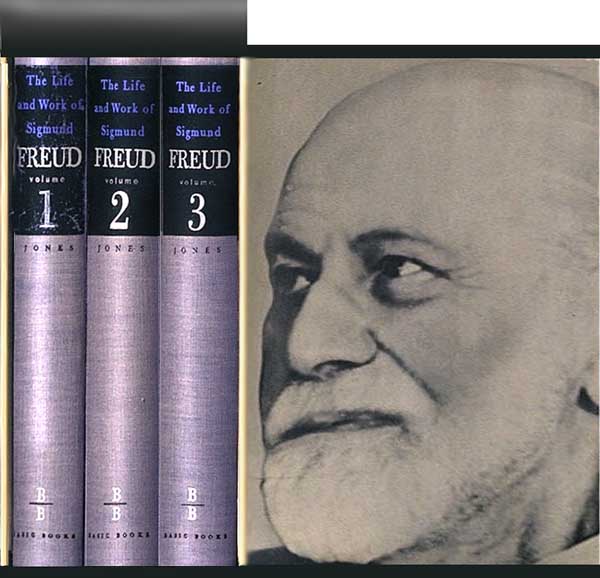 The Life
and Work of
Sigmund
FREUD
volume
1
JONES
B
B
BASIC BOOKS
The Life
and Work of
Sigmund
FREUD
volume
2
JONES
B
B
BASIC BOOKS
The Life
and Work of
Sigmund
FREUD
volume
3
JONES
B
B
BASIC BOOKS